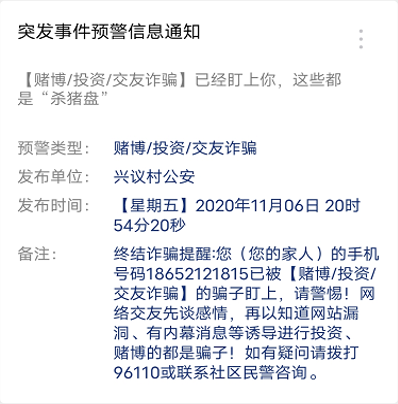 突发事件预警信息通知
【赌博/投资/交友诈骗】已经盯上你，这些都
是“杀猪盘”
预警类型： 赌博/投资/交友诈骗
发布单位： 兴议村公安
发布时间： 【星期五】2020年11月06日 20时
54分20秒
备注： 终结诈骗提醒:您（您的家人）的手机
号码18652121815已被【赌博/投资/
交友诈骗】的骗子盯上，请警惕！网
络交友先谈感情，再以知道网站漏
洞、有内幕消息等诱导进行投资、
赌博的都是骗子！如有疑问请拨打
96110或联系社区民警咨询。